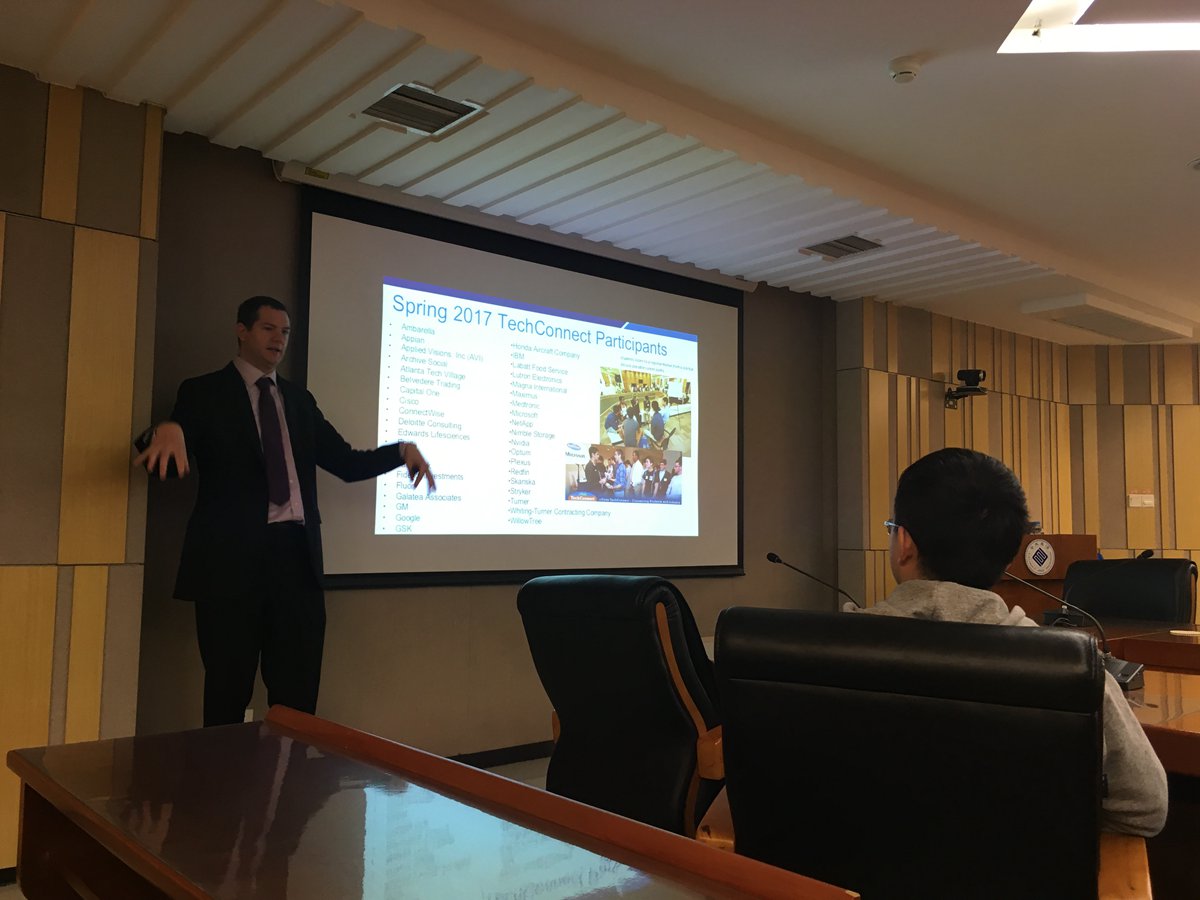 Spring 2017 TechConnect Participants
• Ambarella
• Appian
• Applied Visions, Inc (AVI)
• Archive Social
• Atlanta Tech Village
• Belvedere Trading
• Capital One
• Cisco
• ConnectWise
• Deloitte Consulting
• Edwards Lifesciences
•
•
•
• Galatea Associates
• GM
• Google
• GSK
•Honda Aircraft Company
•IBM
•Labatt Food Service
•Lutron Electronics
•Magna International
•Maximus
•Medtronic
•Microsoft
•NetApp
•Nimble Storage
•Nvidia
•Optum
•Plexus
•Redfin
•Skanska
•Stryker
•Turner
•Whiting-Turner Contracting Company
•WillowTree
TechConnect